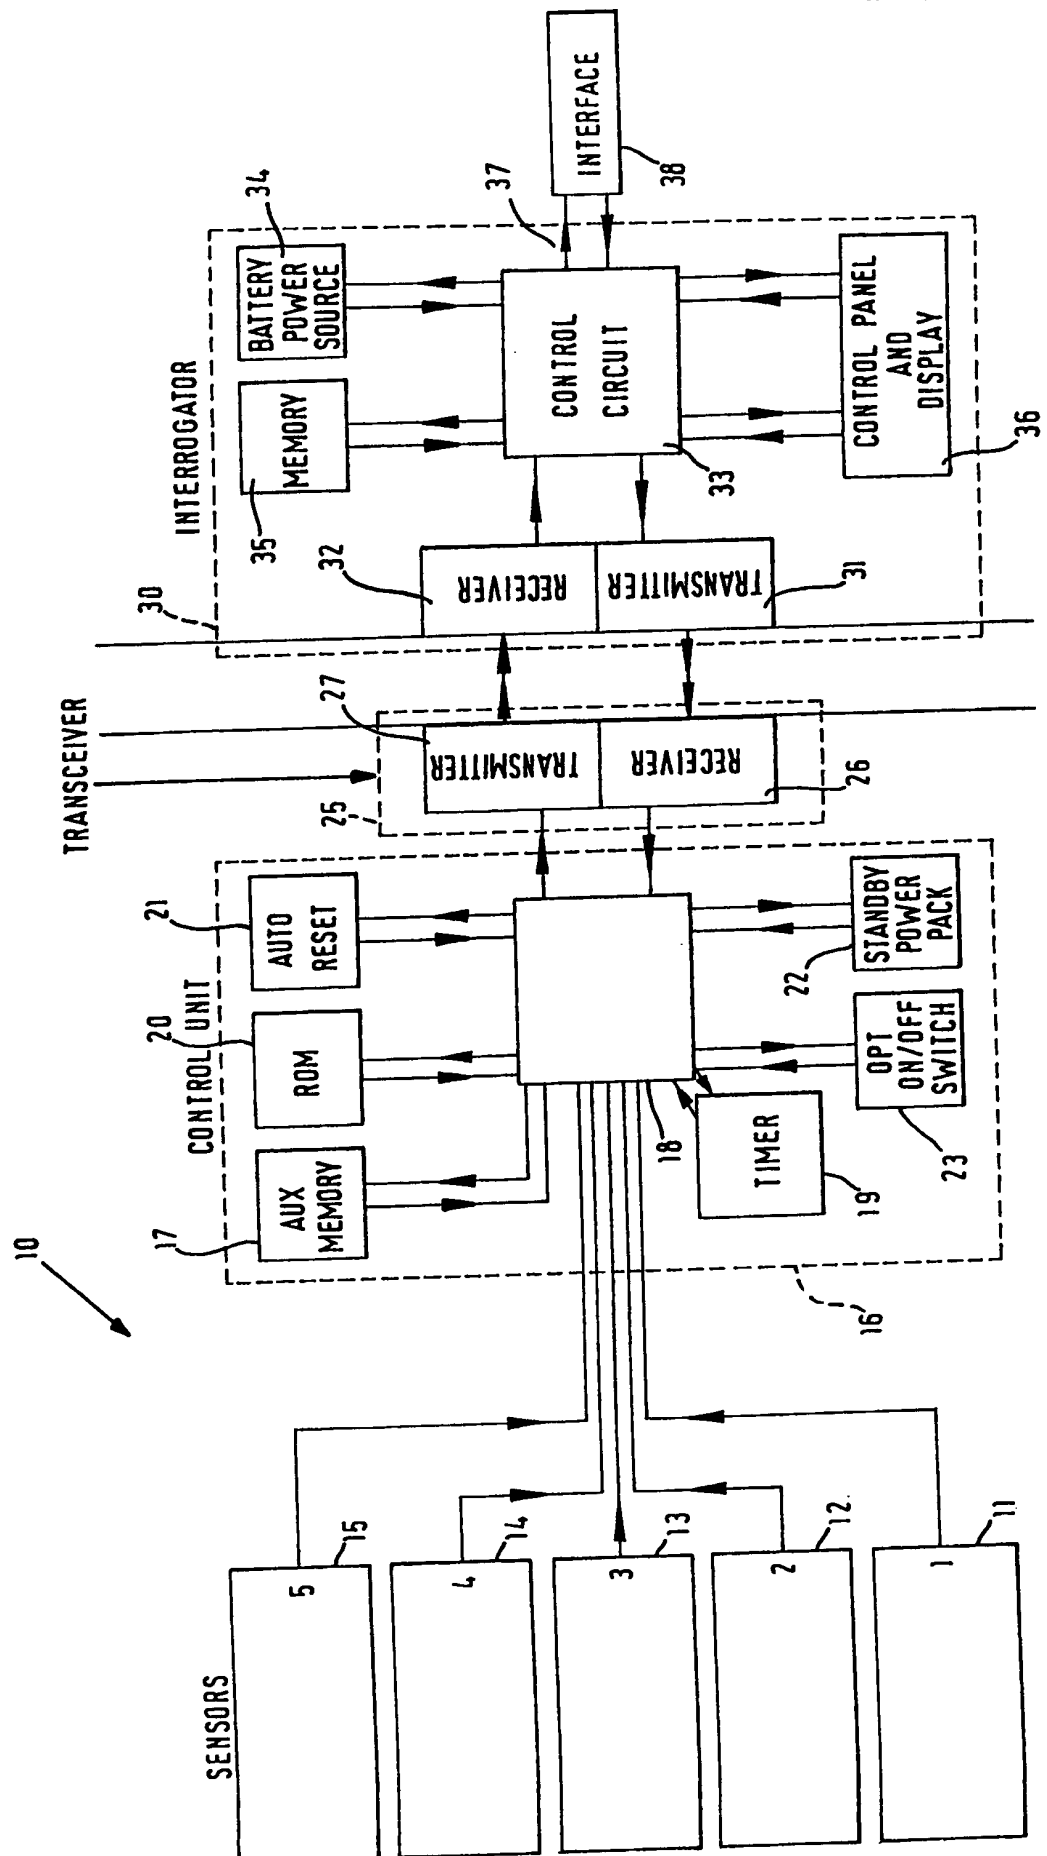 10
SENSORS
5
15
4
14
3
13
2
12
1
11
CONTROL UNIT
16
17
AUX
MEMORY
20
ROM
21
AUTO
RESET
18
TIMER
19
OPT
ON/OFF
SWITCH
23
STANDBY
POWER
PACK
22
TRANSCEIVER
25
27
TRANSMITTER
RECEIVER
26
INTERROGATOR
30
32
RECEIVER
TRANSMITTER
31
35
MEMORY
BATTERY
POWER
SOURCE
34
CONTROL
CIRCUIT
33
CONTROL PANEL
AND
DISPLAY
36
37
INTERFACE
38